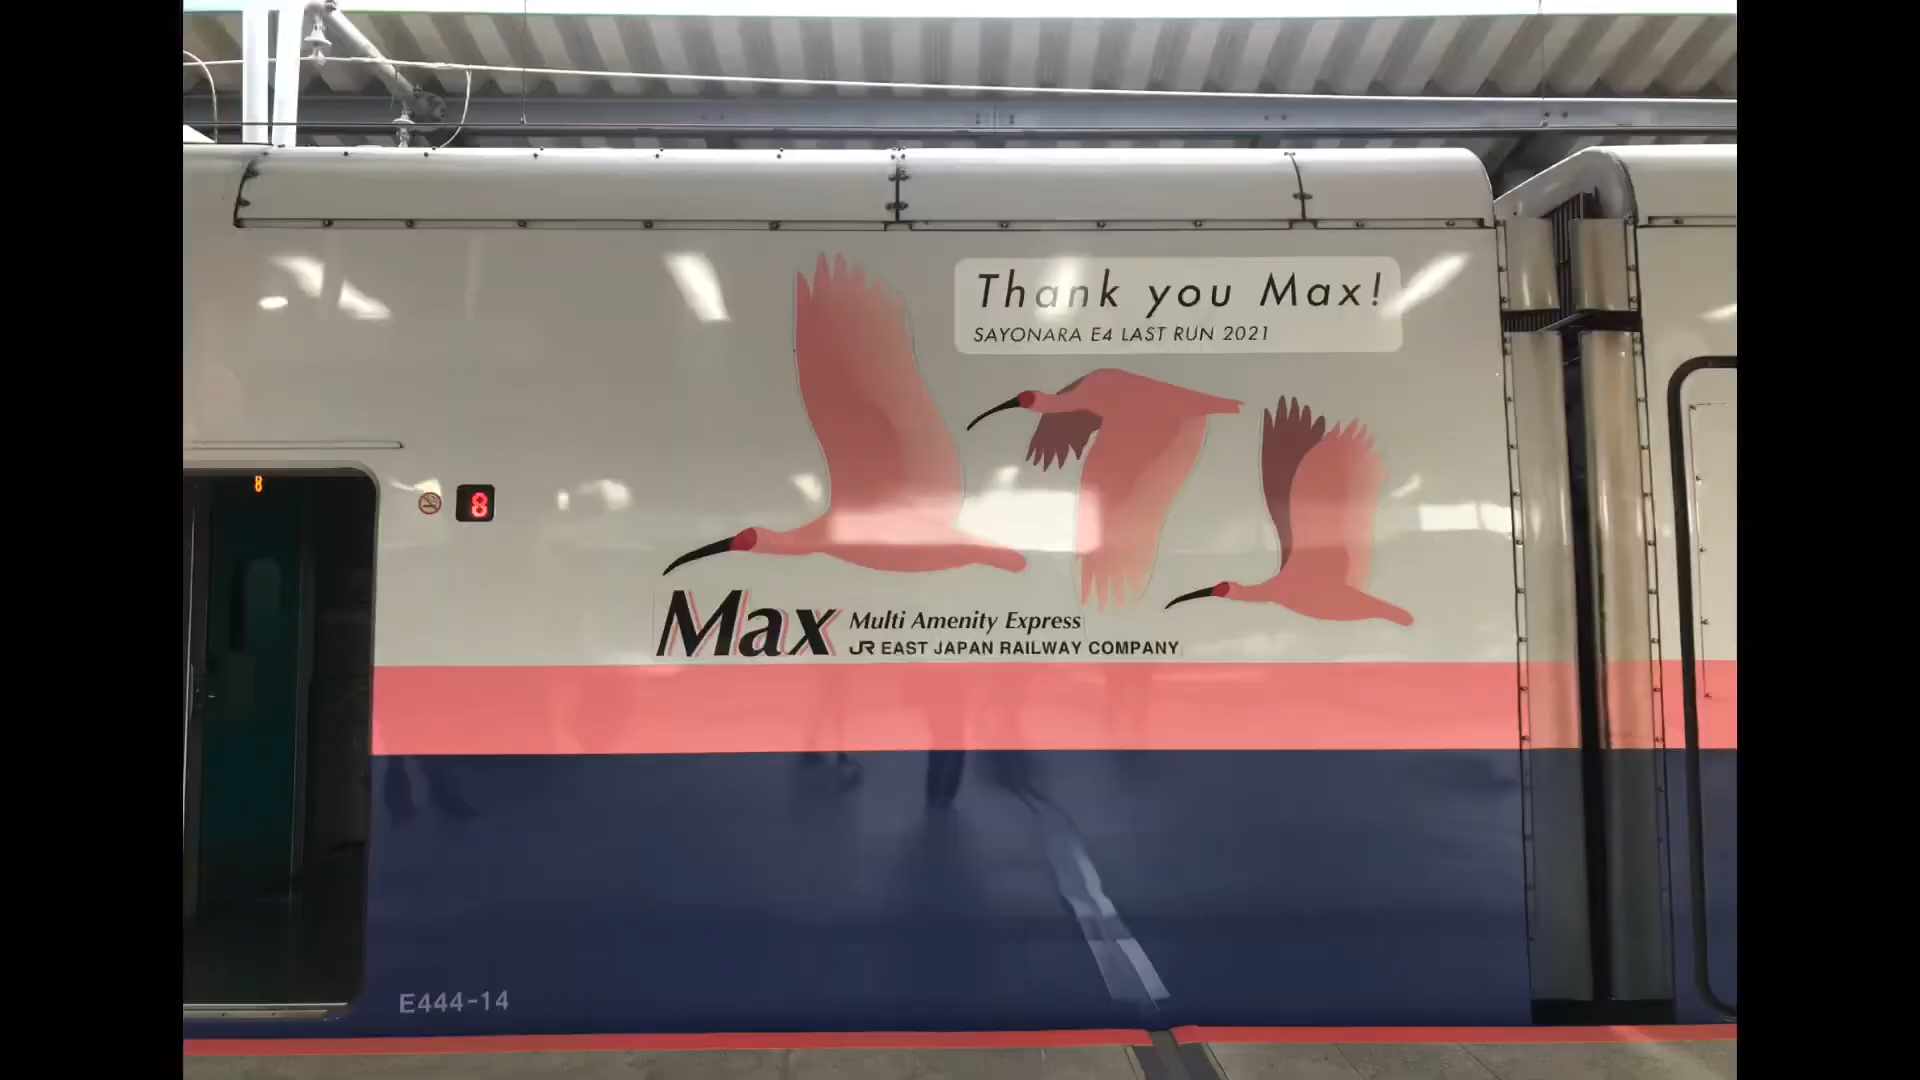 Thank you Max!
SAYONARA E4 LAST RUN 2021
8
8
Max
Multi Amenity Express
JR EAST JAPAN RAILWAY COMPANY
E444-14